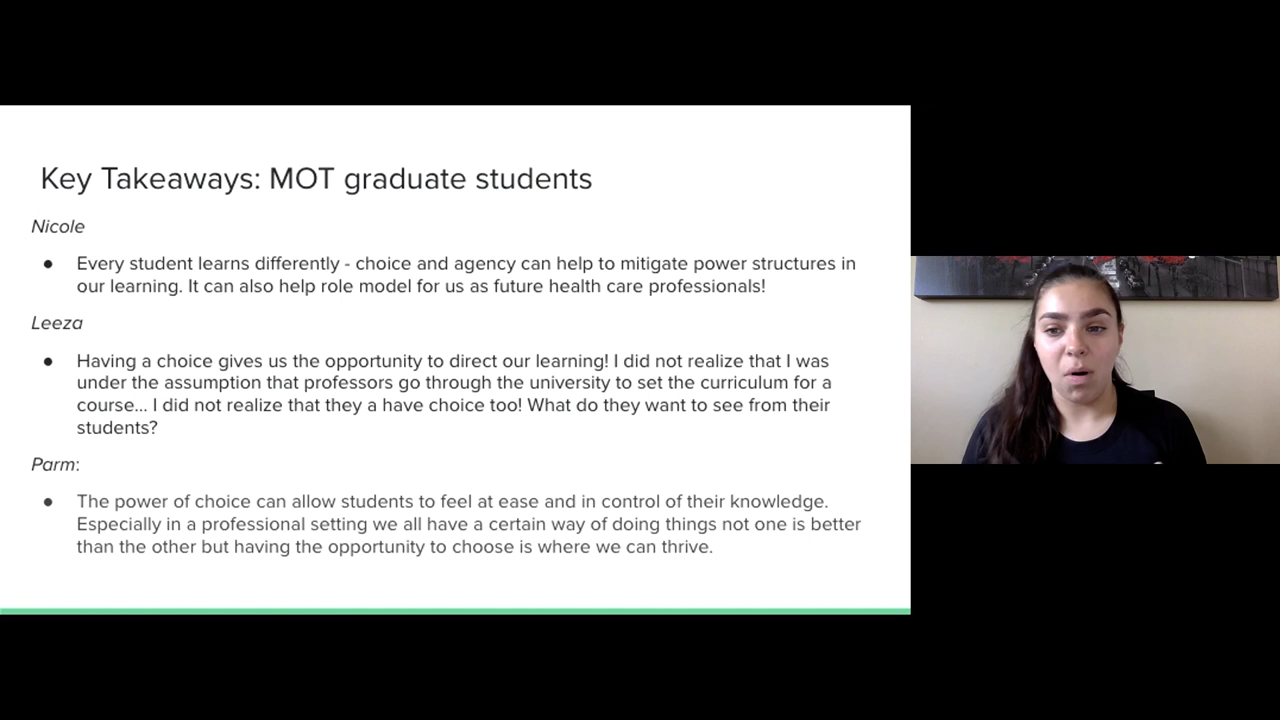 Key Takeaways: MOT graduate students
Nicole
● Every student learns differently - choice and agency can help to mitigate power structures in
our learning. It can also help role model for us as future health care professionals!
Leeza
● Having a choice gives us the opportunity to direct our learning! I did not realize that I was
under the assumption that professors go through the university to set the curriculum for a
course... I did not realize that they a have choice too! What do they want to see from their
students?
Parm:
● The power of choice can allow students to feel at ease and in control of their knowledge.
Especially in a professional setting we all have a certain way of doing things not one is better
than the other but having the opportunity to choose is where we can thrive.